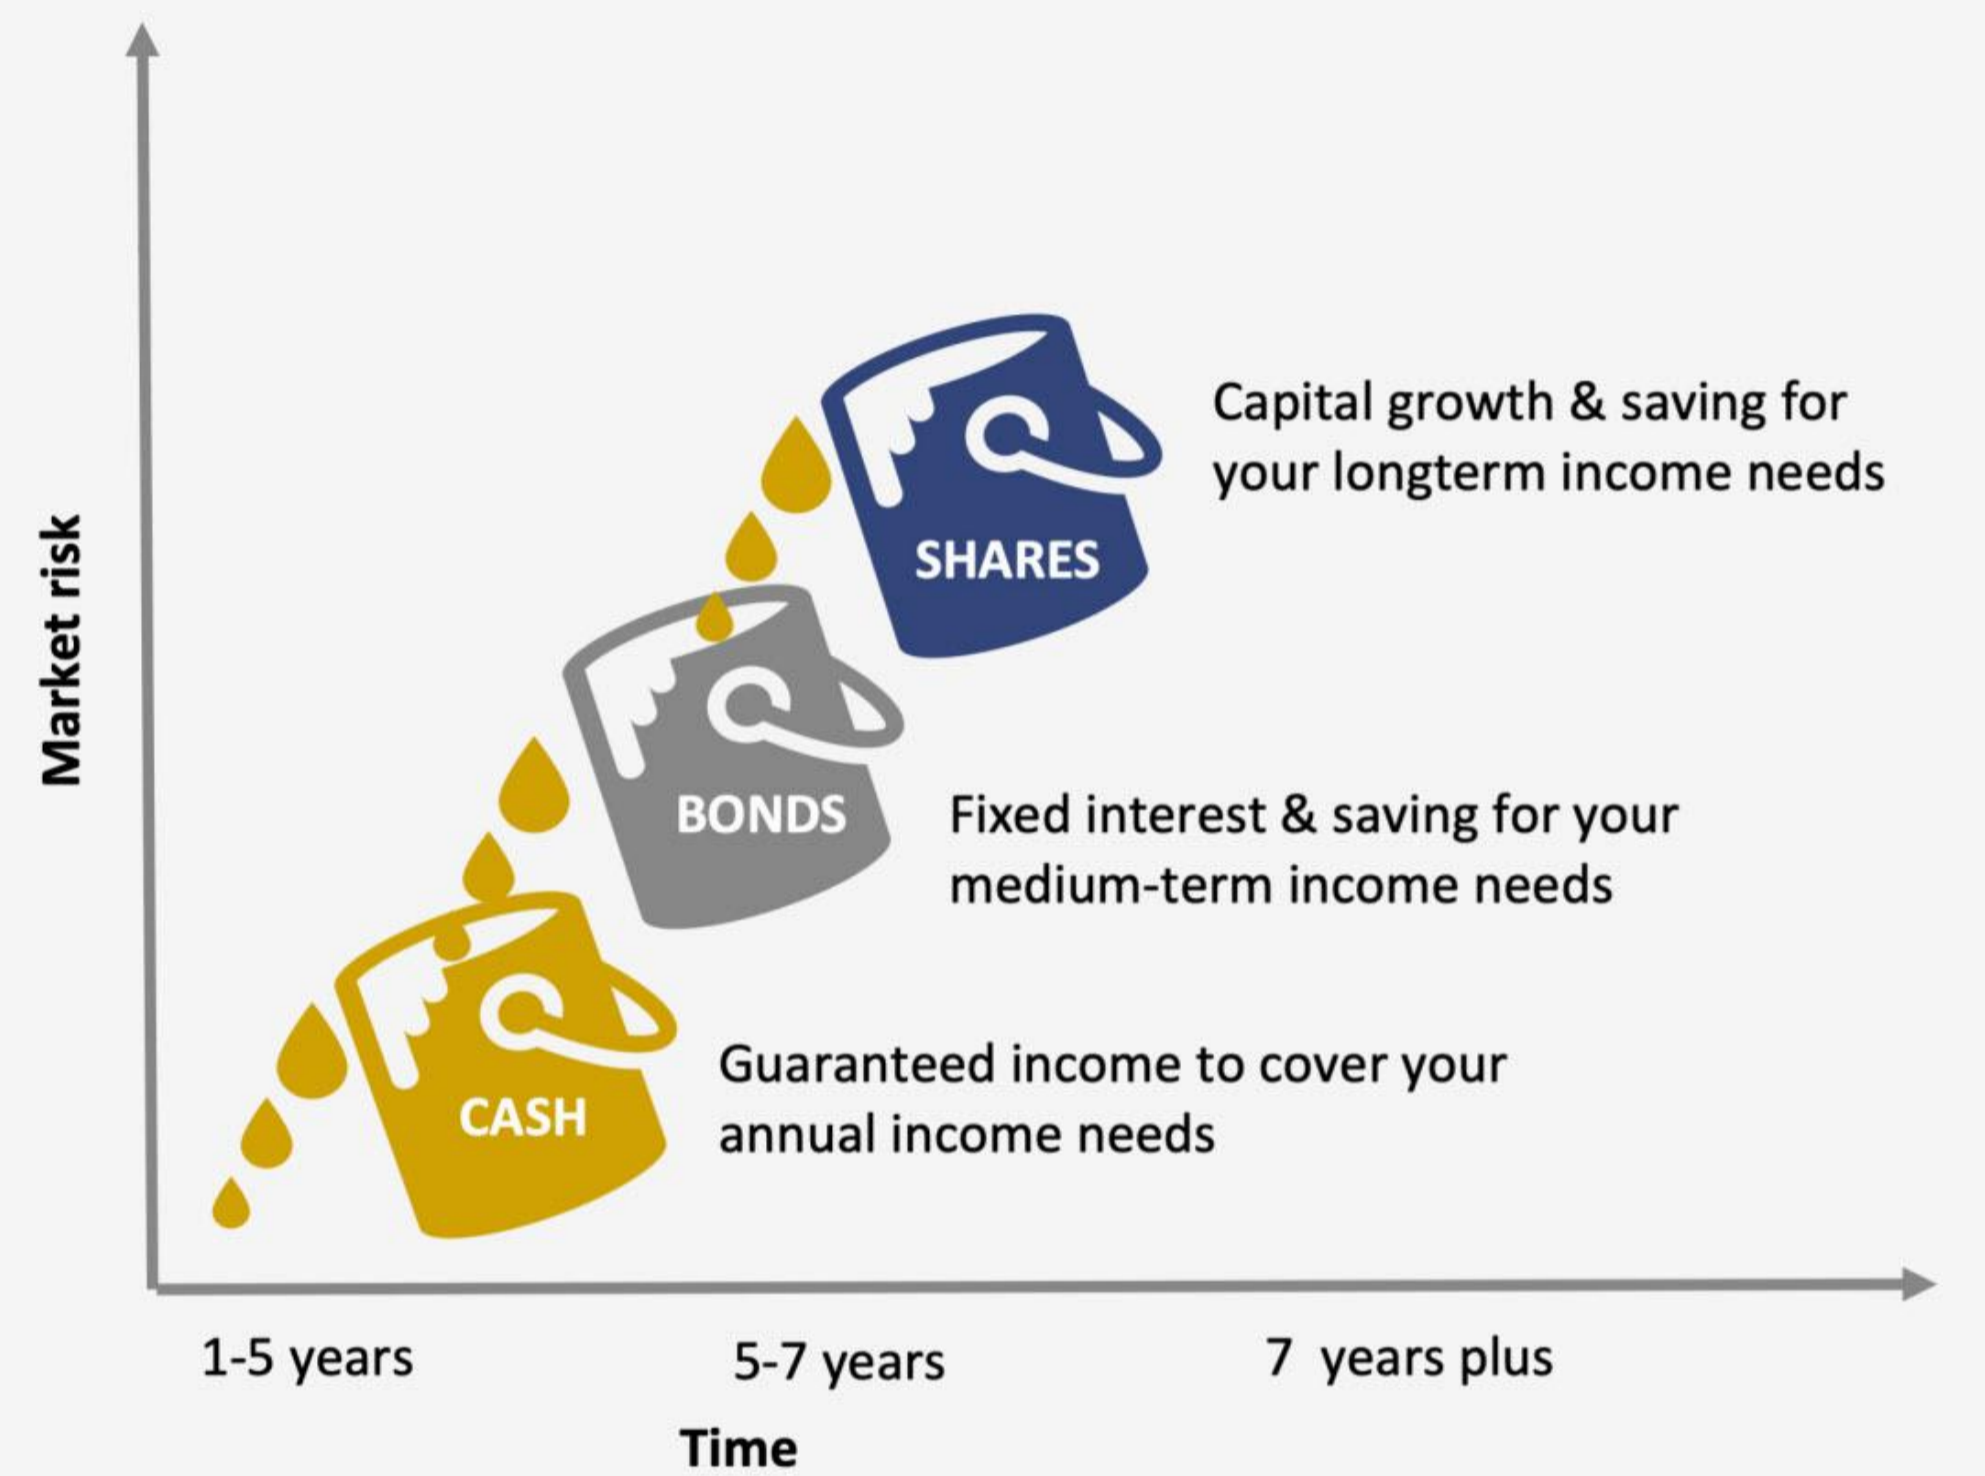 Market risk
SHARES
Capital growth & saving for
your longterm income needs
BONDS
Fixed interest & saving for your
medium-term income needs
CASH
Guaranteed income to cover your
annual income needs
1-5 years
5-7 years
7 years plus
Time